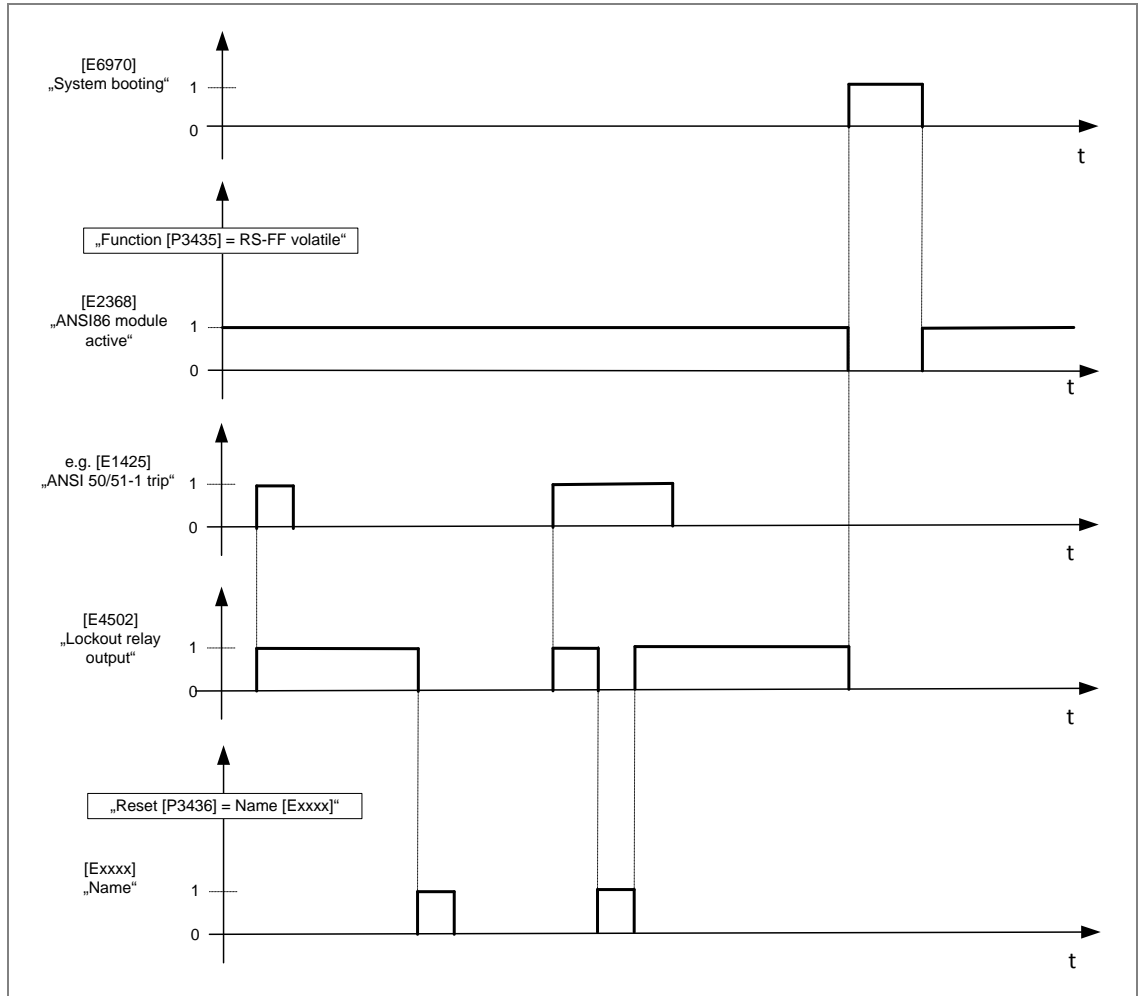 [E6970]
„System booting“
1
0
t
„Function [P3435] = RS-FF volatile“
[E2368]
„ANSI86 module
active“
1
0
t
e.g. [E1425]
„ANSI 50/51-1 trip“
1
0
t
[E4502]
„Lockout relay
output“
1
0
t
„Reset [P3436] = Name [Exxxx]“
[Exxxx]
„Name“
1
0
t